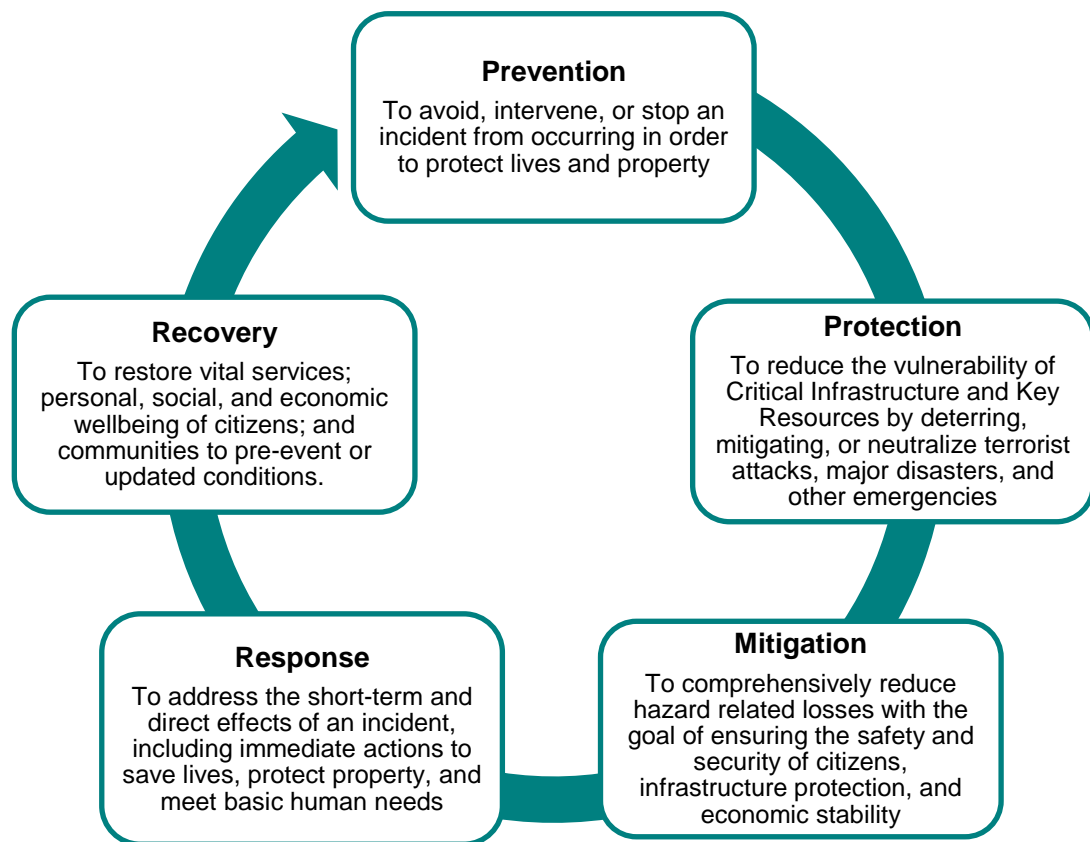 Prevention
To avoid, intervene, or stop an
incident from occurring in order
to protect lives and property
Protection
To reduce the vulnerability of
Critical Infrastructure and Key
Resources by deterring,
mitigating, or neutralize terrorist
attacks, major disasters, and
other emergencies
Mitigation
To comprehensively reduce
hazard related losses with the
goal of ensuring the safety and
security of citizens,
infrastructure protection, and
economic stability
Response
To address the short-term and
direct effects of an incident,
including immediate actions to
save lives, protect property, and
meet basic human needs
Recovery
To restore vital services;
personal, social, and economic
wellbeing of citizens; and
communities to pre-event or
updated conditions.